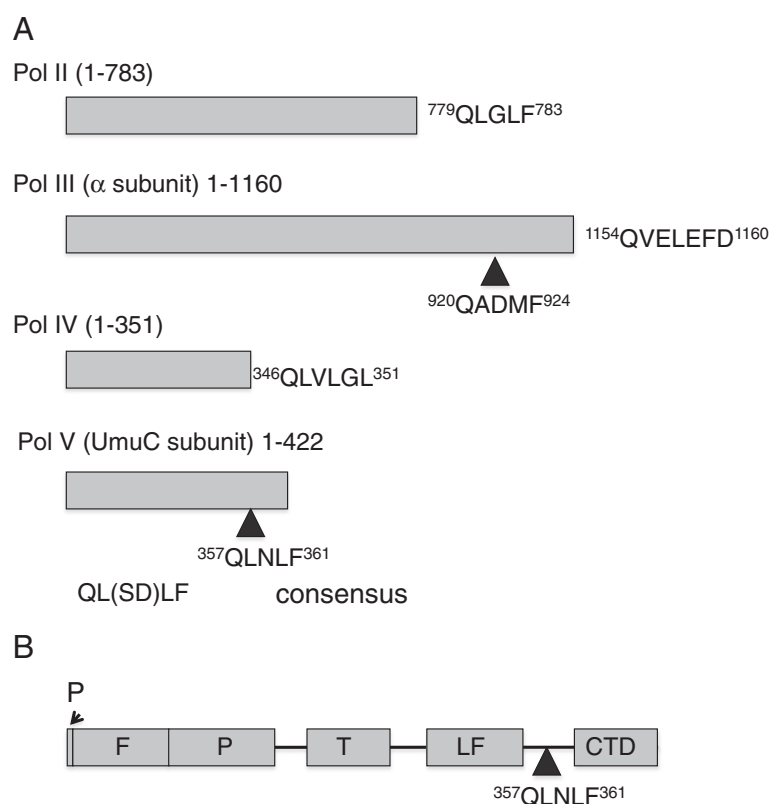 A
Pol II (1-783)
779QLGLF783
Pol III (α subunit) 1-1160
1154QVELEFD1160
920QADMF924
Pol IV (1-351)
346QLVLGL351
Pol V (UmuC subunit) 1-422
357QLNLF361
QL(SD)LF consensus
B
P
F P T LF CTD
357QLNLF361